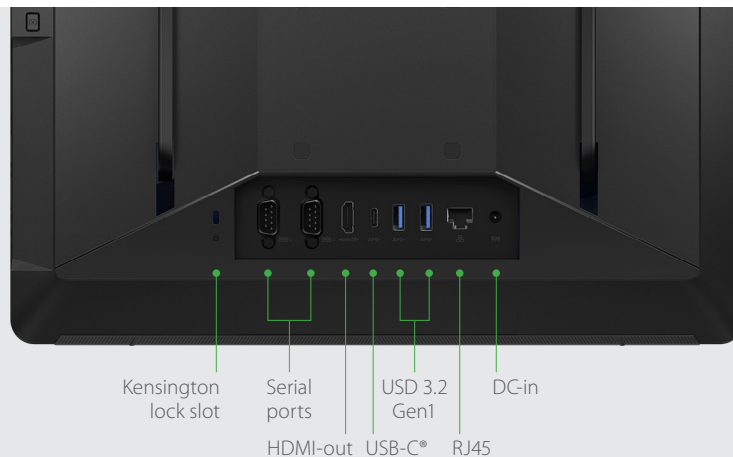 Kensington
lock slot
Serial
ports
HDMI-out
USB-C®
USD 3.2
Gen1
RJ45
DC-in